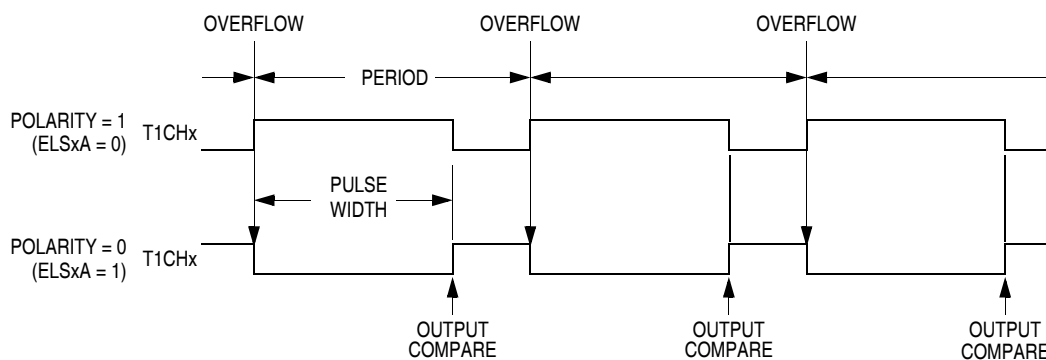 OVERFLOW OVERFLOW OVERFLOW
PERIOD
POLARITY = 1
(ELSxA = 0)
T1CHx
PULSE
WIDTH
POLARITY = 0
(ELSxA = 1)
T1CHx
OUTPUT
COMPARE
OUTPUT
COMPARE
OUTPUT
COMPARE